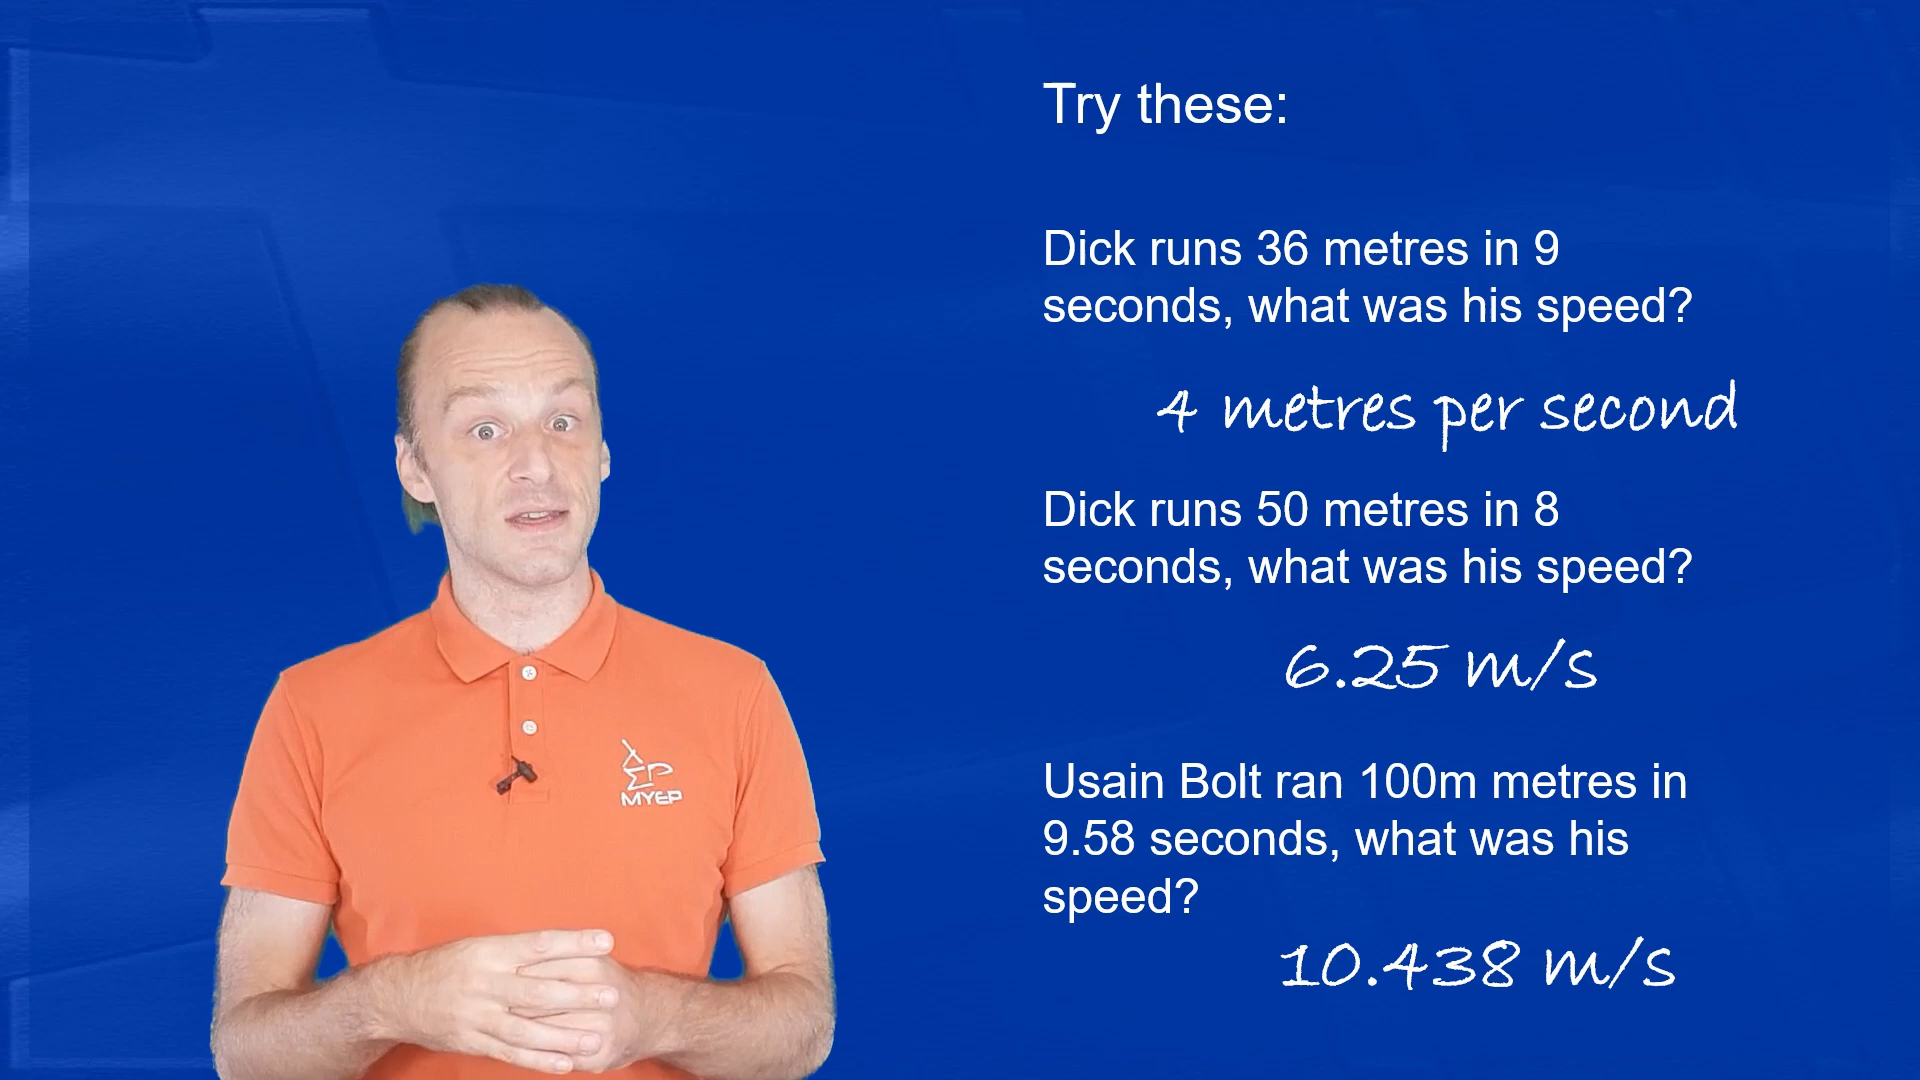 Try these:
Dick runs 36 metres in 9
seconds, what was his speed?
4 metres per second
Dick runs 50 metres in 8
seconds, what was his speed?
6.25 m/s
Usain Bolt ran 100m metres in
9.58 seconds, what was his
speed?
10.438 m/s
MYEP